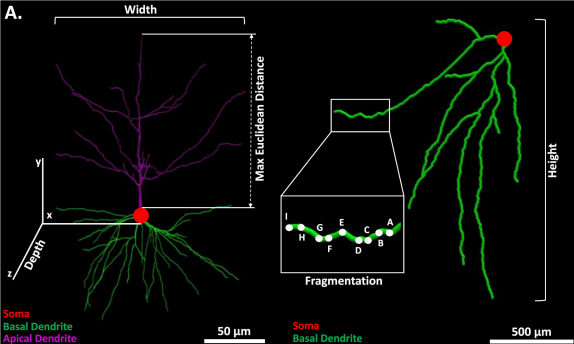 A.
Width
Max Euclidean Distance
y
x
z
Depth
Soma
Basal Dendrite
Apical Dendrite
50 µm
Height
I
H
G
F
E
D
C
B
A
Fragmentation
Soma
Basal Dendrite
500 µm